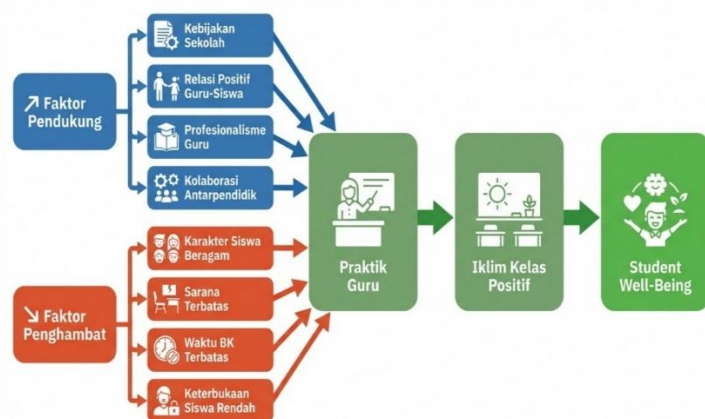 Faktor
Pendukung
Kebijakan
Sekolah
Relasi Positif
Guru-Siswa
Profesionalisme
Guru
Kolaborasi
Antarpendidik
Faktor
Penghambat
Karakter Siswa
Beragam
Sarana
Terbatas
Waktu BK
Terbatas
Keterbukaan
Siswa Rendah
Praktik
Guru
Iklim Kelas
Positif
Student
Well-Being